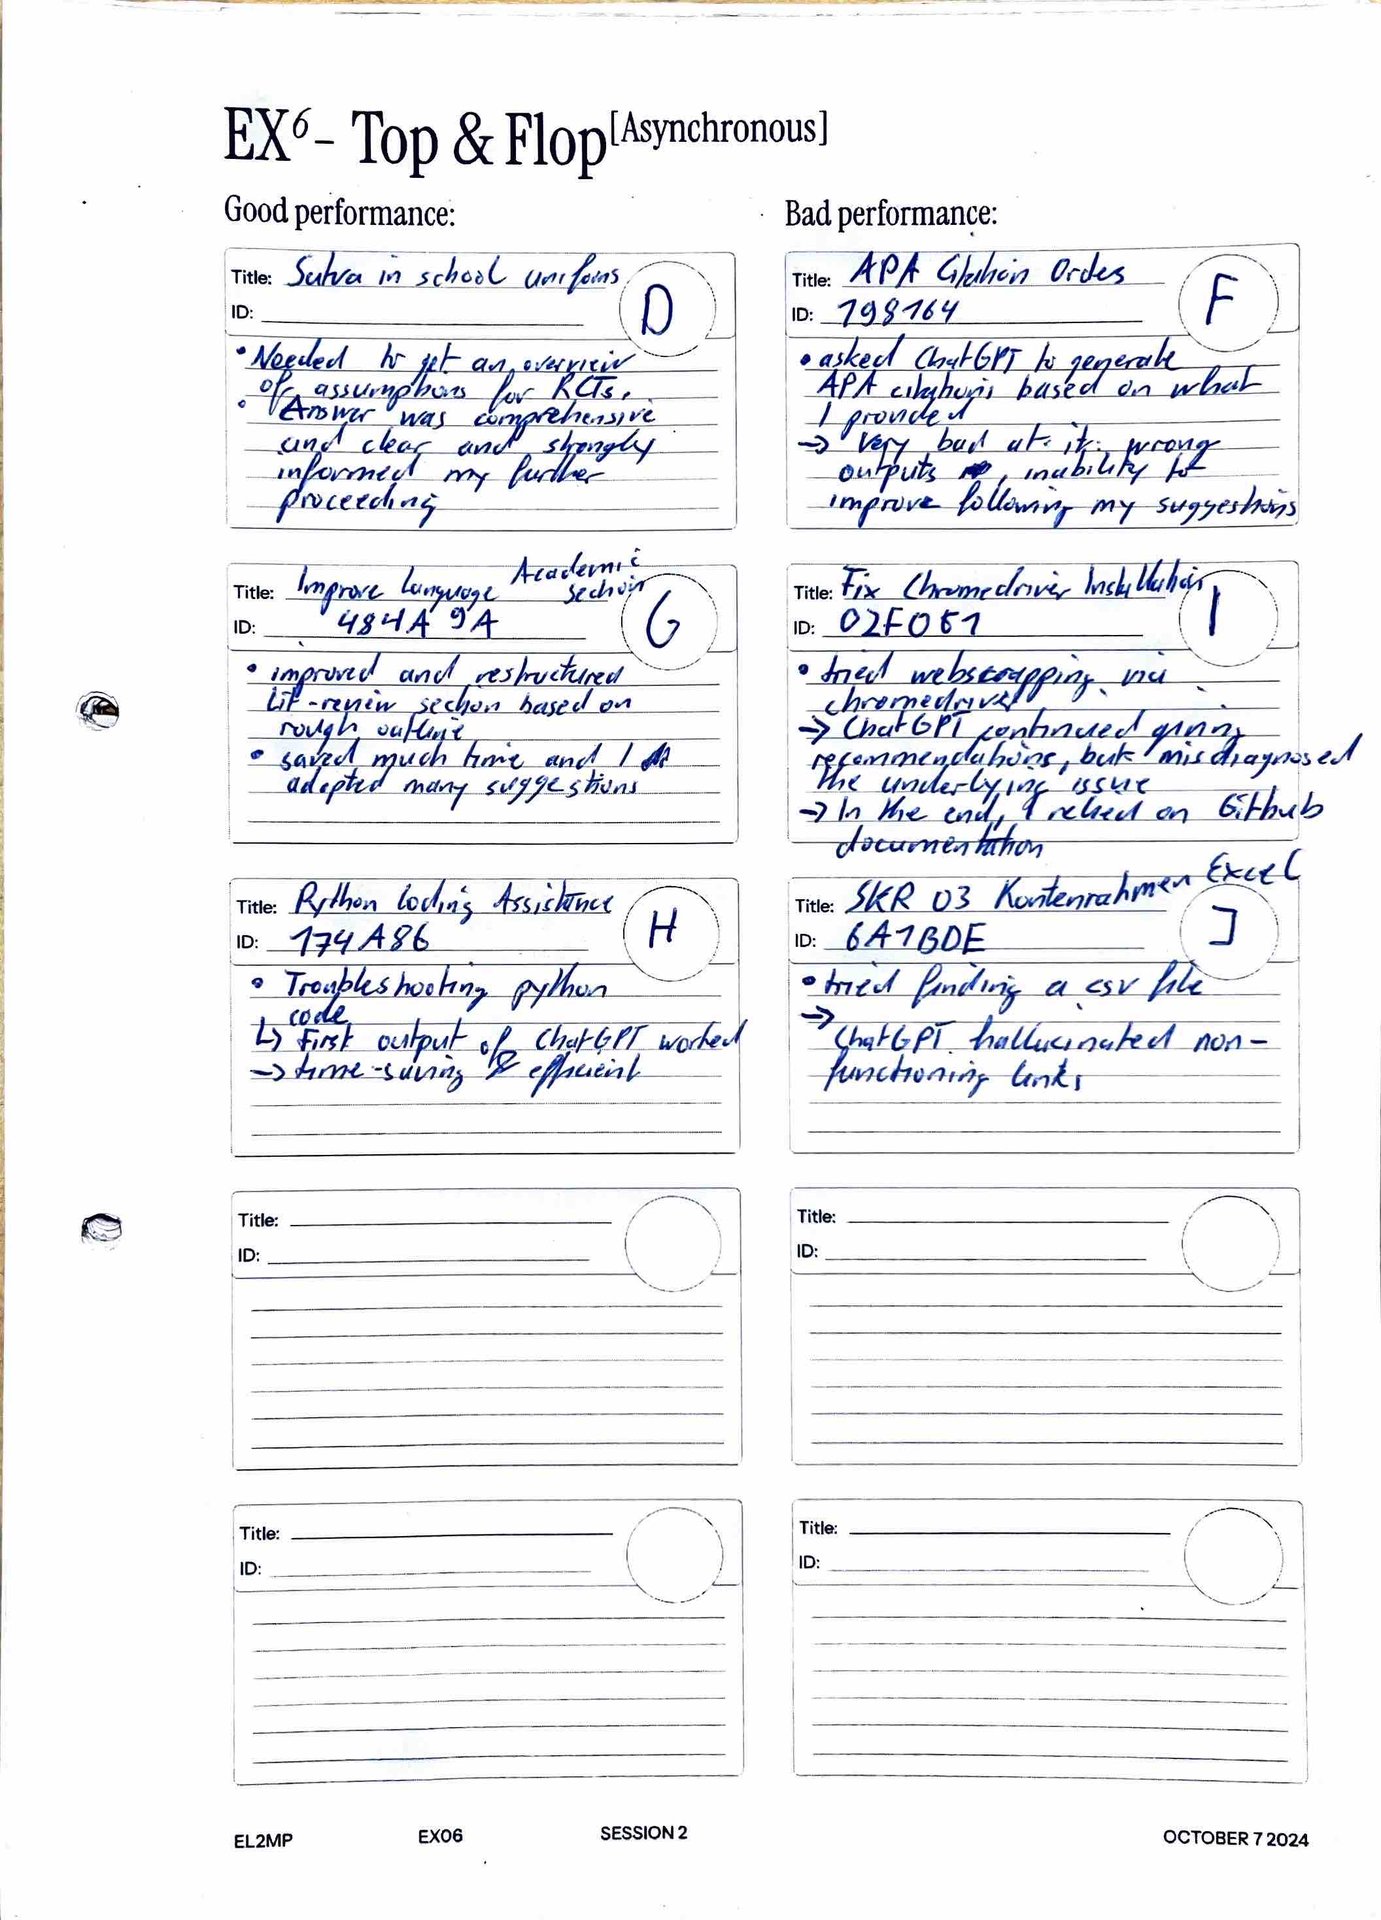 EX6 - Top & Flop [Asynchronous]
Good performance:
Title: Sutva in school uniforms
D
ID:
• Needed to get an overview
of assumptions for RCTs.
• Answer was comprehensive
and clear and strongly
informed my further
proceeding
Title: Improve Language Academic
section
G
ID: 484A9A
• improved and restructured
Lit-review section based on
rough outline
• saved much time and I
adopted many suggestions
Title: Python Coding Assistance
H
ID: 174A86
• Troubleshooting python
code
↳ First output of ChatGPT worked
→ time-saving & efficient
Title:
ID:
Title:
ID:
Bad performance:
Title: APA Citation Order
F
ID: 198164
• asked ChatGPT to generate
APA citations based on what
I provided
→ Very bad at it: wrong
outputs, inability to
improve following my suggestions
Title: Fix Chromedriver Installation
I
ID: 02F051
• tried webscrapping via
chromedriver
→ ChatGPT continued giving
recommendations, but misdiagnosed
the underlying issue
→ In the end, I relied on Github
documentation
Title: SKR 03 Kontenrahmen Excel
J
ID: 6A1BDE
• tried finding a csv file
→
ChatGPT hallucinated non-
functioning links
Title:
ID:
Title:
ID:
EL2MP EX06 SESSION 2 OCTOBER 7 2024